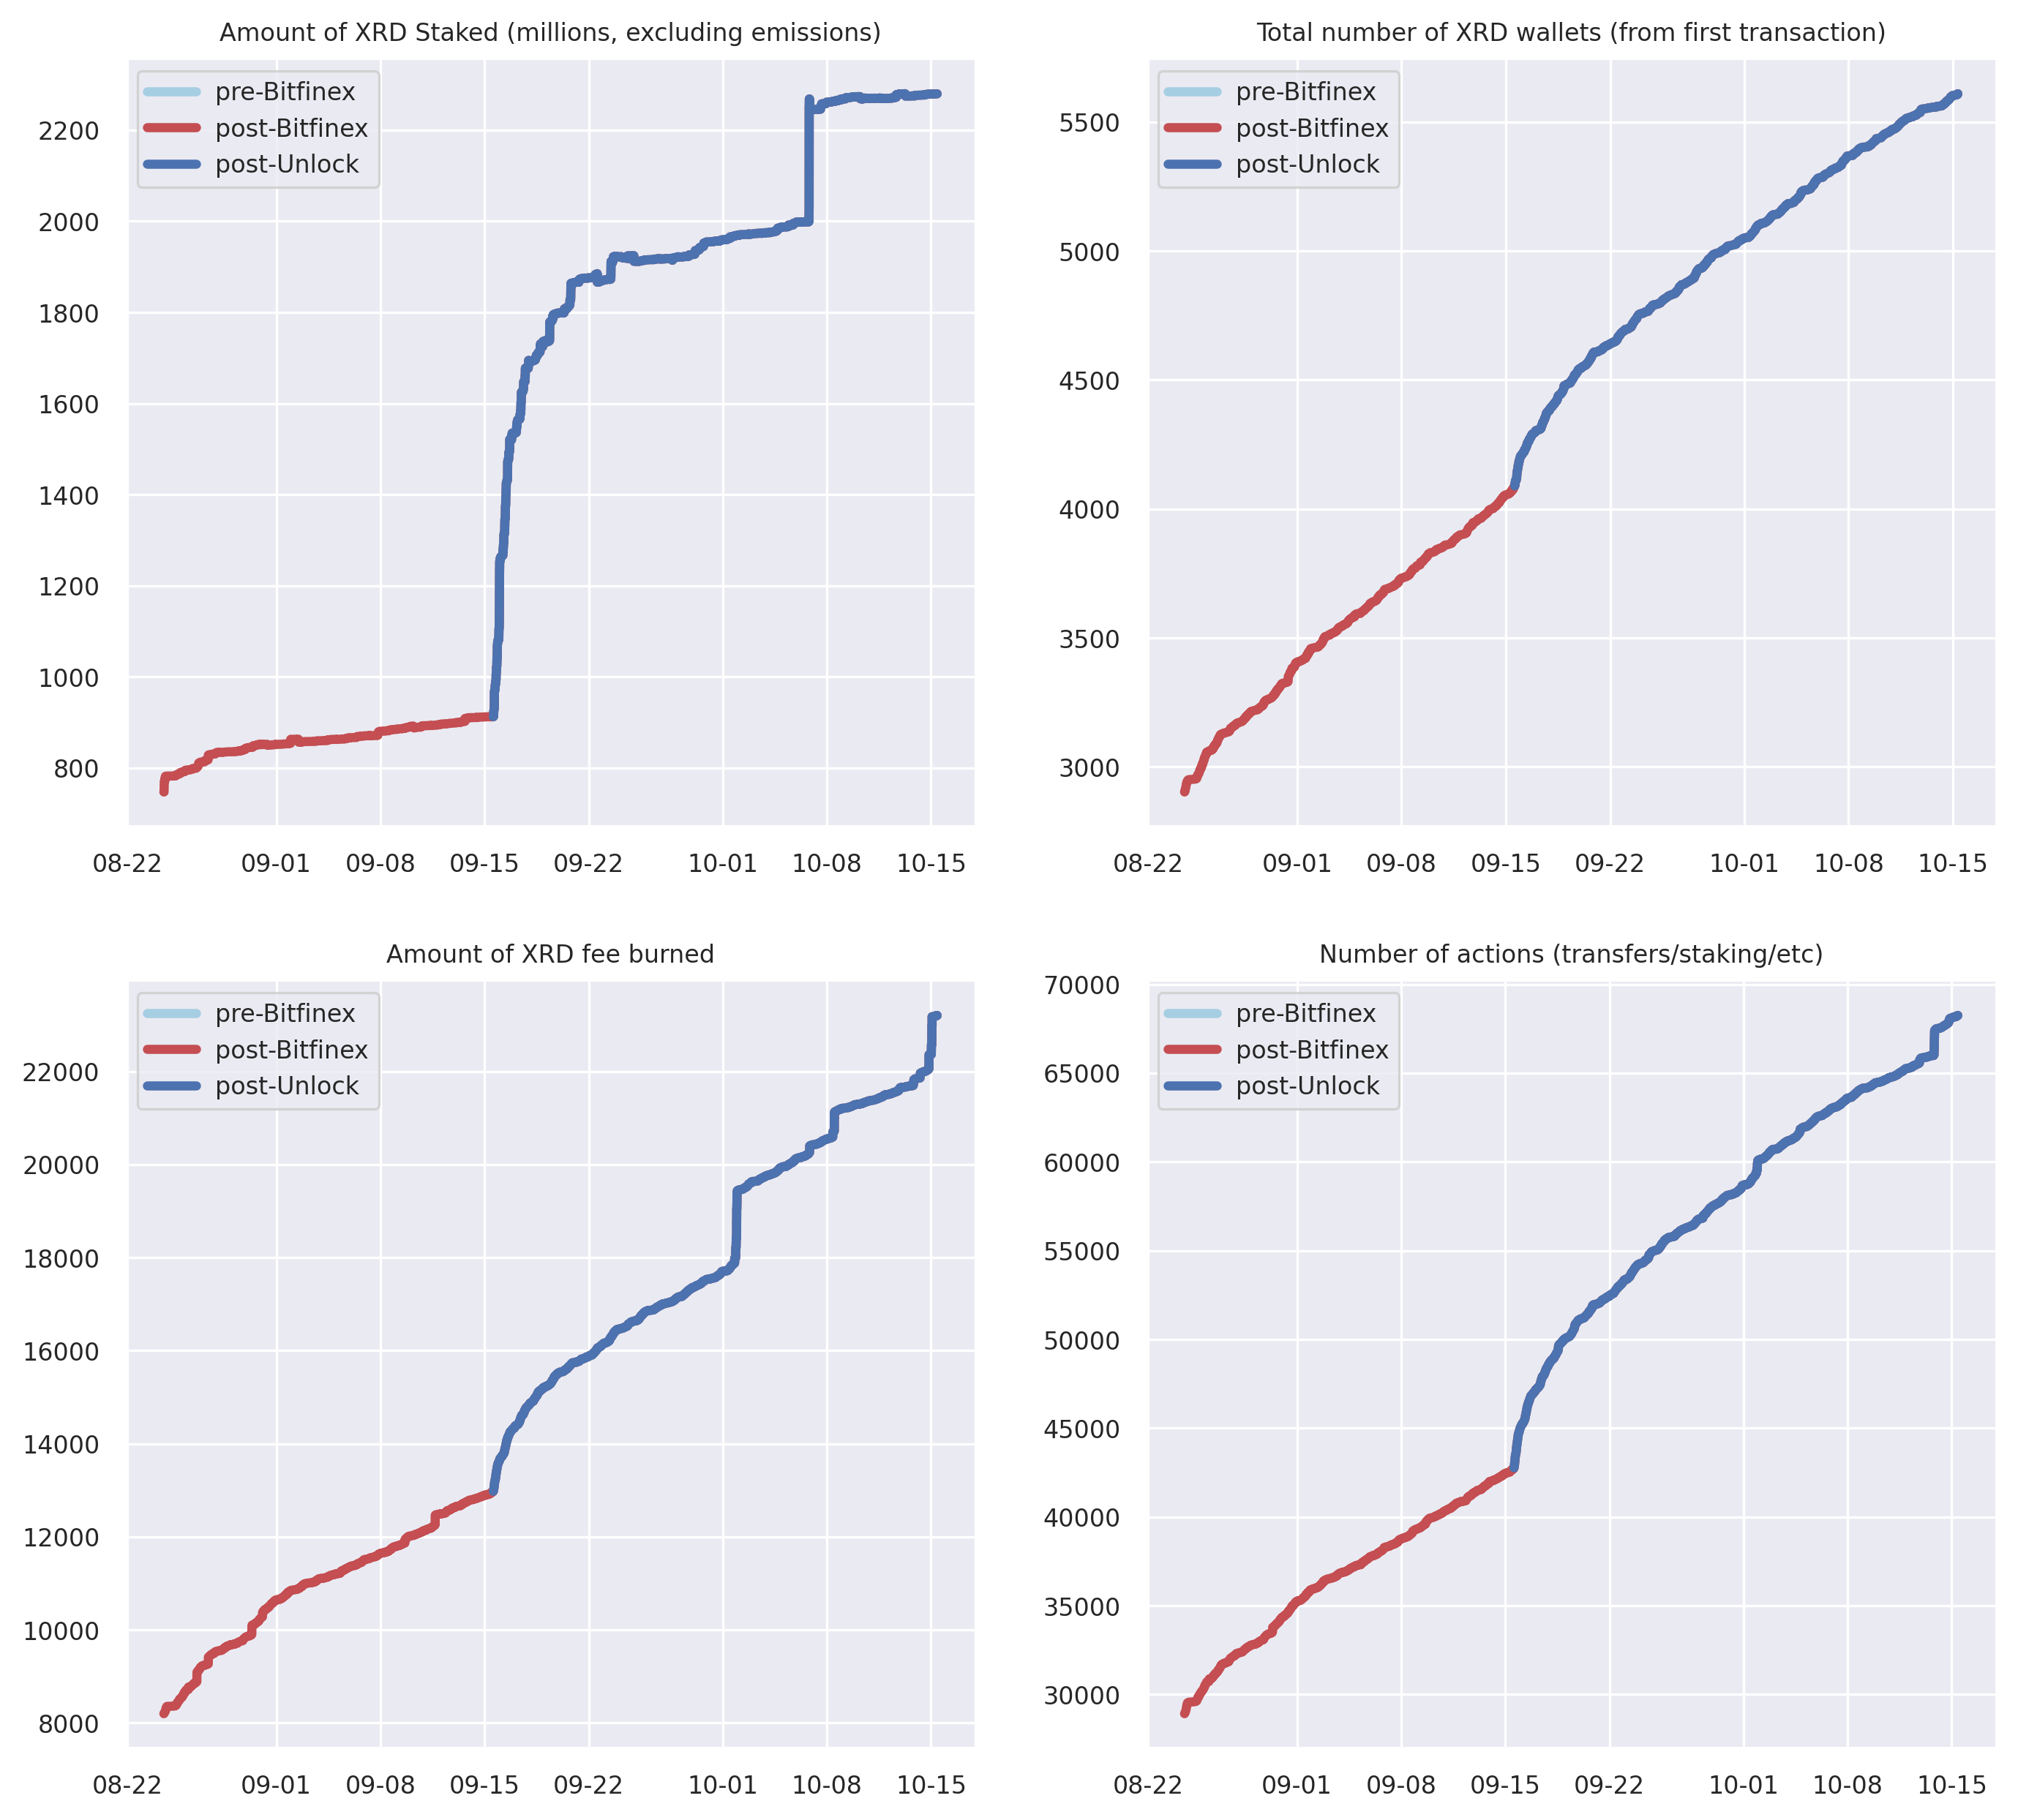 Amount of XRD Staked (millions, excluding emissions)
pre-Bitfinex
post-Bitfinex
post-Unlock
2200
2000
1800
1600
1400
1200
1000
800
08-22 09-01 09-08 09-15 09-22 10-01 10-08 10-15
Total number of XRD wallets (from first transaction)
pre-Bitfinex
post-Bitfinex
post-Unlock
5500
5000
4500
4000
3500
3000
08-22 09-01 09-08 09-15 09-22 10-01 10-08 10-15
Amount of XRD fee burned
pre-Bitfinex
post-Bitfinex
post-Unlock
22000
20000
18000
16000
14000
12000
10000
8000
08-22 09-01 09-08 09-15 09-22 10-01 10-08 10-15
Number of actions (transfers/staking/etc)
70000
pre-Bitfinex
post-Bitfinex
post-Unlock
65000
60000
55000
50000
45000
40000
35000
30000
08-22 09-01 09-08 09-15 09-22 10-01 10-08 10-15